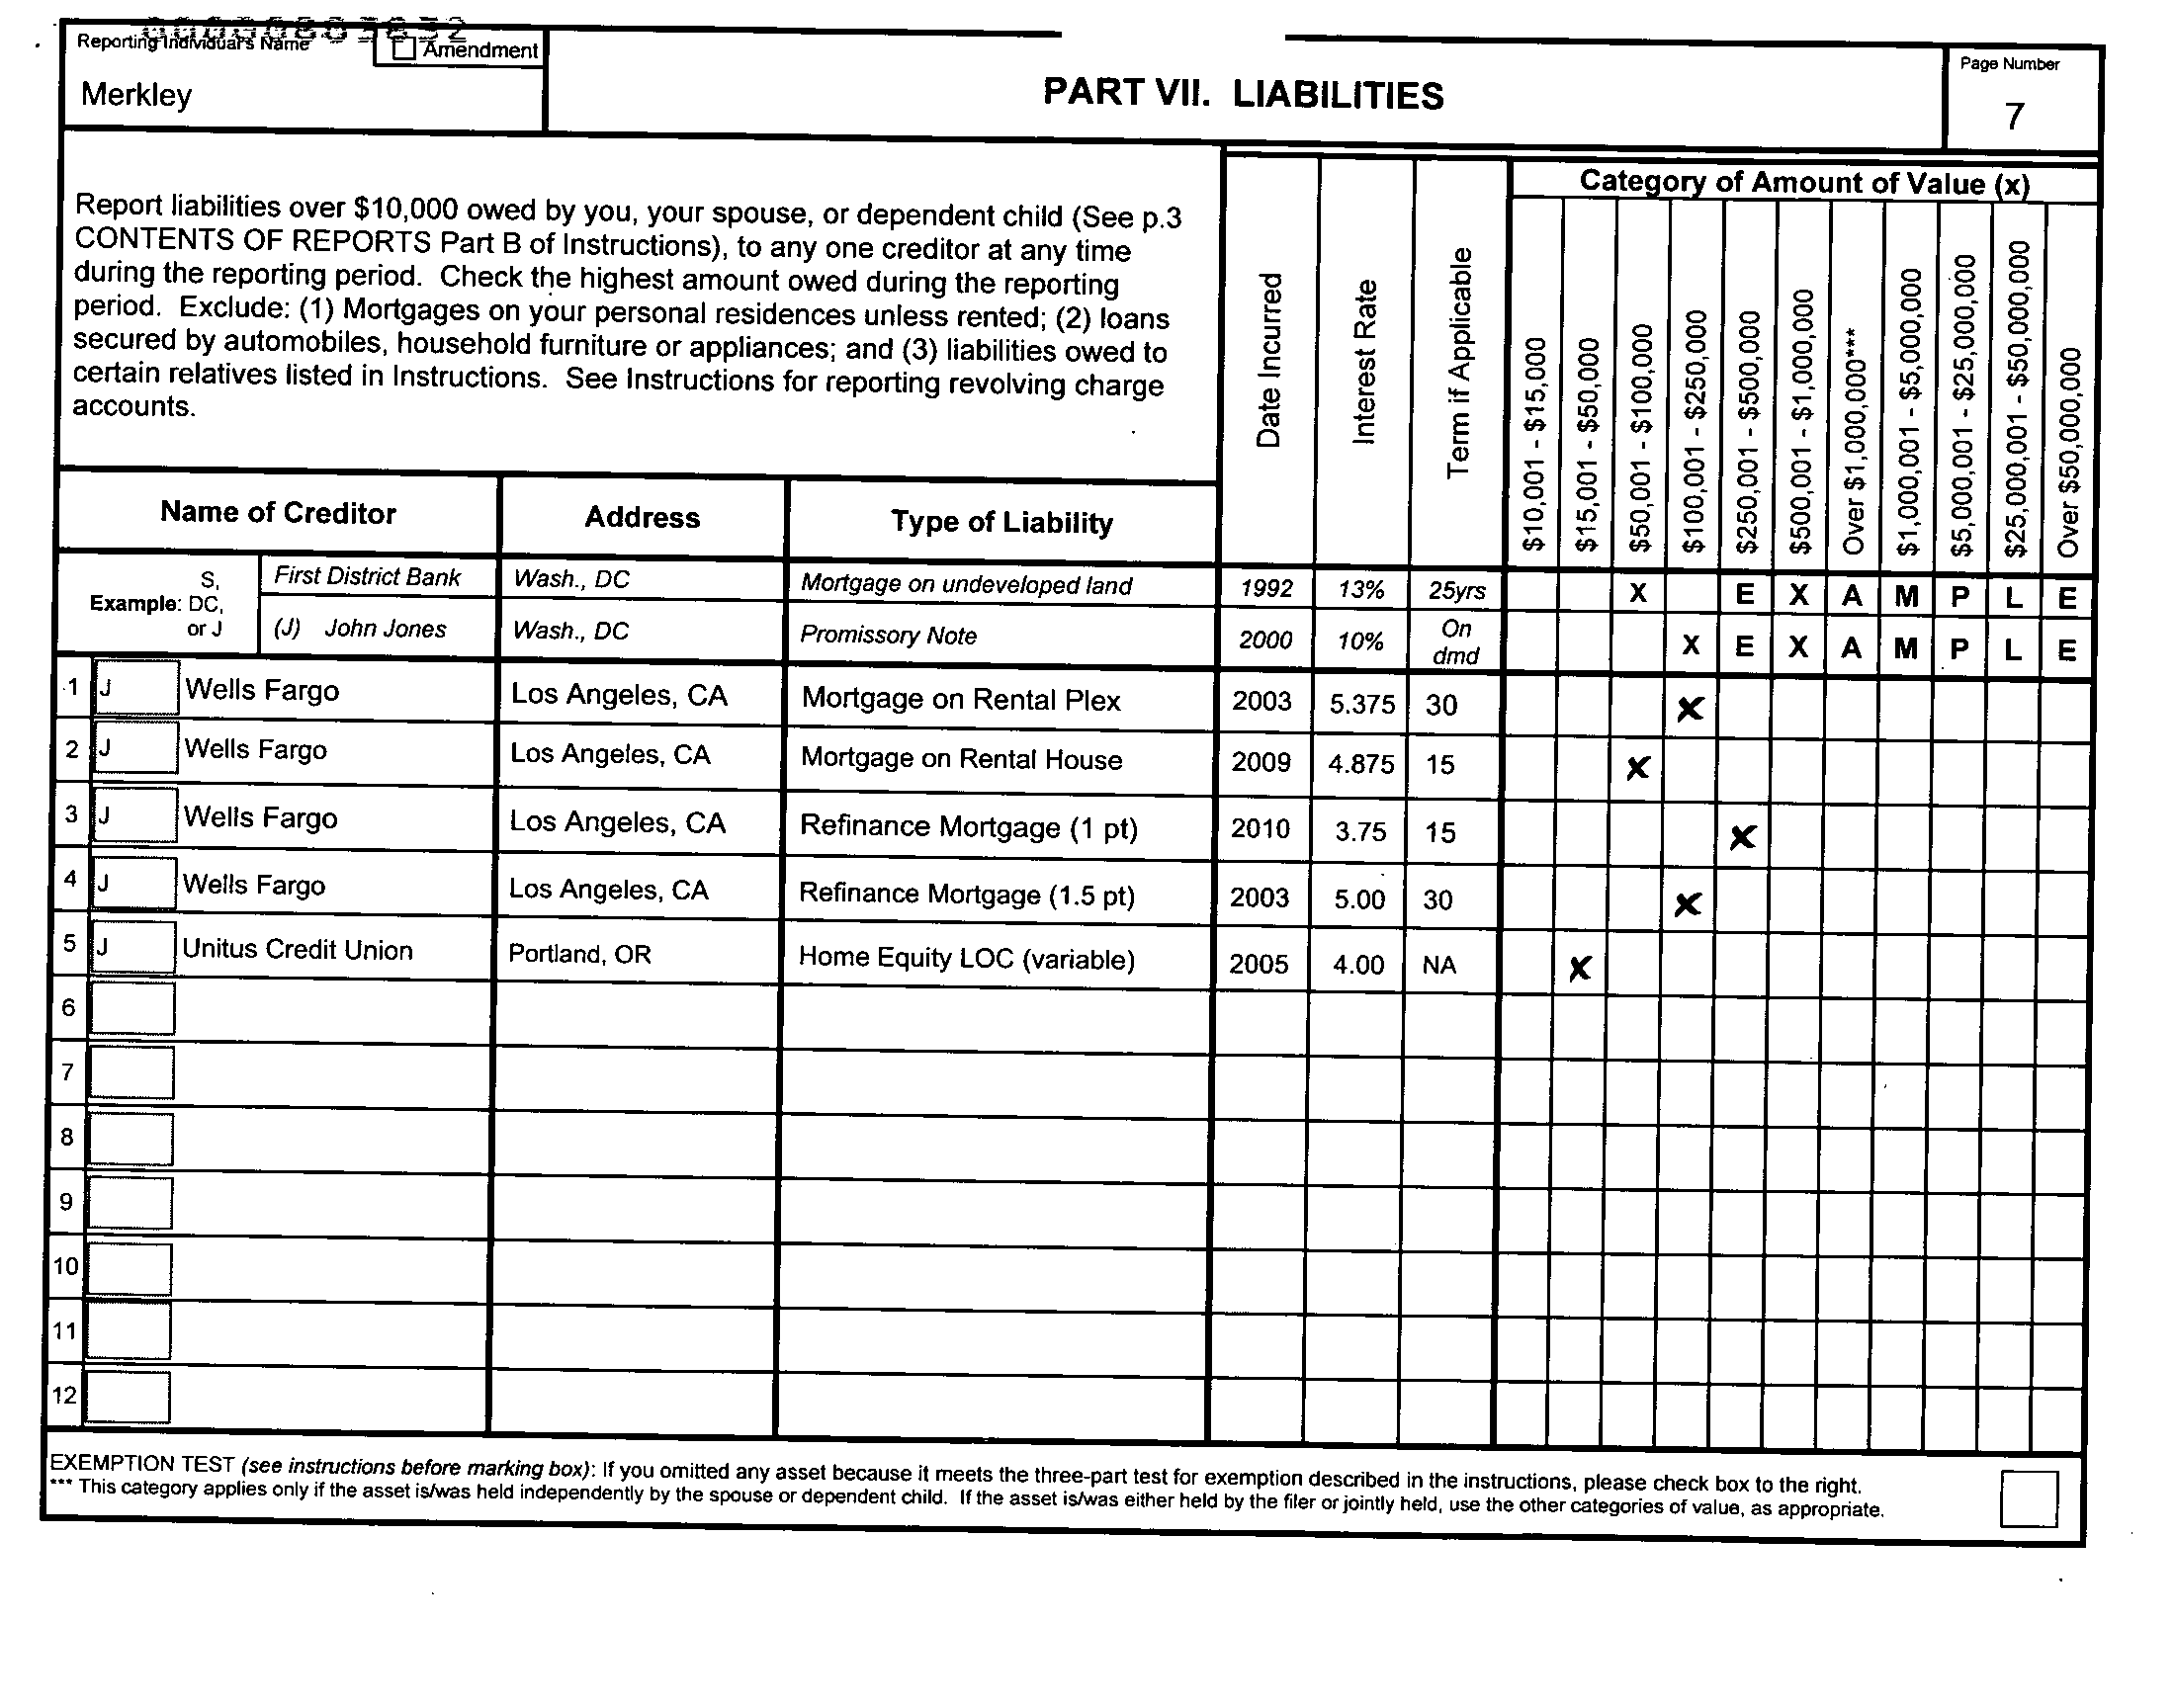 Reporting Individual's Name
Amendment
Merkley
PART VII. LIABILITIES
Page Number
7
Report liabilities over $10,000 owed by you, your spouse, or dependent child (See p.3
CONTENTS OF REPORTS Part B of Instructions), to any one creditor at any time
during the reporting period. Check the highest amount owed during the reporting
period. Exclude: (1) Mortgages on your personal residences unless rented; (2) loans
secured by automobiles, household furniture or appliances; and (3) liabilities owed to
certain relatives listed in Instructions. See Instructions for reporting revolving charge
accounts.
Date Incurred
Interest Rate
Term if Applicable
Category of Amount of Value (x)
$10,001 - $15,000
$15,001 - $50,000
$50,001 - $100,000
$100,001 - $250,000
$250,001 - $500,000
$500,001 - $1,000,000
Over $1,000,000***
$1,000,001 - $5,000,000
$5,000,001 - $25,000,000
$25,000,001 - $50,000,000
Over $50,000,000
Name of Creditor Address Type of Liability
Example: S, DC, or J
First District Bank Wash., DC Mortgage on undeveloped land 1992 13% 25yrs X E X A M P L E
(J) John Jones Wash., DC Promissory Note 2000 10% On dmd X E X A M P L E
1 J Wells Fargo Los Angeles, CA Mortgage on Rental Plex 2003 5.375 30 X
2 J Wells Fargo Los Angeles, CA Mortgage on Rental House 2009 4.875 15 X
3 J Wells Fargo Los Angeles, CA Refinance Mortgage (1 pt) 2010 3.75 15 X
4 J Wells Fargo Los Angeles, CA Refinance Mortgage (1.5 pt) 2003 5.00 30 X
5 J Unitus Credit Union Portland, OR Home Equity LOC (variable) 2005 4.00 NA X
6
7
8
9
10
11
12
EXEMPTION TEST (see instructions before marking box): If you omitted any asset because it meets the three-part test for exemption described in the instructions, please check box to the right.
*** This category applies only if the asset is/was held independently by the spouse or dependent child. If the asset is/was either held by the filer or jointly held, use the other categories of value, as appropriate.